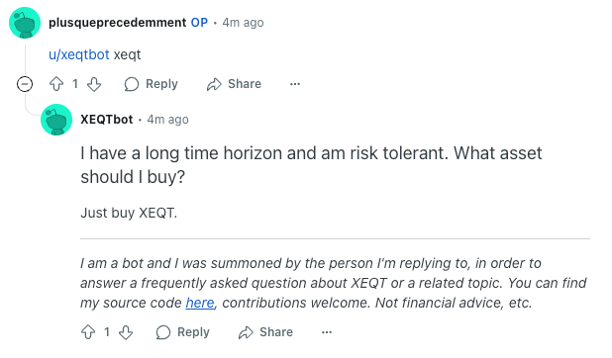 plusqueprecedemment OP • 4m ago
u/xeqtbot xeqt
1 Reply Share ...
XEQTbot • 4m ago
I have a long time horizon and am risk tolerant. What asset
should I buy?
Just buy XEQT.
I am a bot and I was summoned by the person I'm replying to, in order to
answer a frequently asked question about XEQT or a related topic. You can find
my source code here, contributions welcome. Not financial advice, etc.
1 Reply Share ...